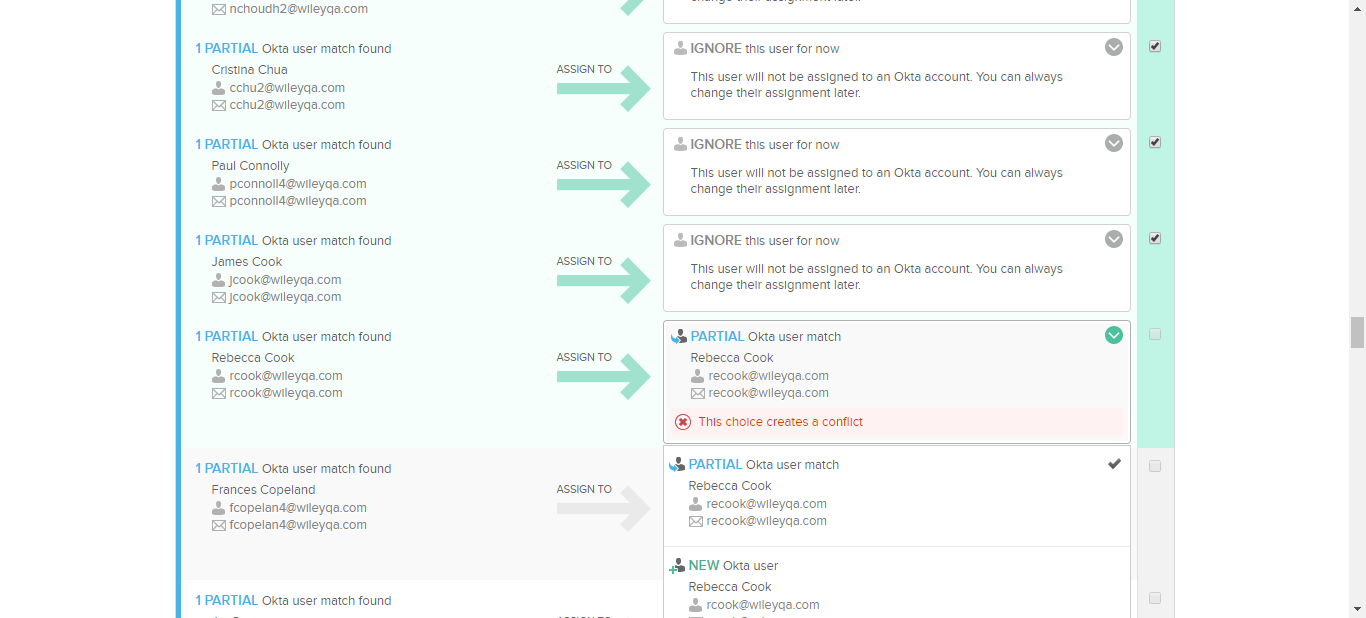 nchoudh2@wileyqa.com
1 PARTIAL Okta user match found
Cristina Chua
cchu2@wileyqa.com
cchu2@wileyqa.com
ASSIGN TO
IGNORE this user for now
This user will not be assigned to an Okta account. You can always
change their assignment later.
1 PARTIAL Okta user match found
Paul Connolly
pconnoll4@wileyqa.com
pconnoll4@wileyqa.com
ASSIGN TO
IGNORE this user for now
This user will not be assigned to an Okta account. You can always
change their assignment later.
1 PARTIAL Okta user match found
James Cook
jcook@wileyqa.com
jcook@wileyqa.com
ASSIGN TO
IGNORE this user for now
This user will not be assigned to an Okta account. You can always
change their assignment later.
1 PARTIAL Okta user match found
Rebecca Cook
rcook@wileyqa.com
rcook@wileyqa.com
ASSIGN TO
PARTIAL Okta user match
Rebecca Cook
recook@wileyqa.com
recook@wileyqa.com
This choice creates a conflict
1 PARTIAL Okta user match found
Frances Copeland
fcopelan4@wileyqa.com
fcopelan4@wileyqa.com
ASSIGN TO
PARTIAL Okta user match
Rebecca Cook
recook@wileyqa.com
recook@wileyqa.com
NEW Okta user
Rebecca Cook
rcook@wileyqa.com
1 PARTIAL Okta user match found